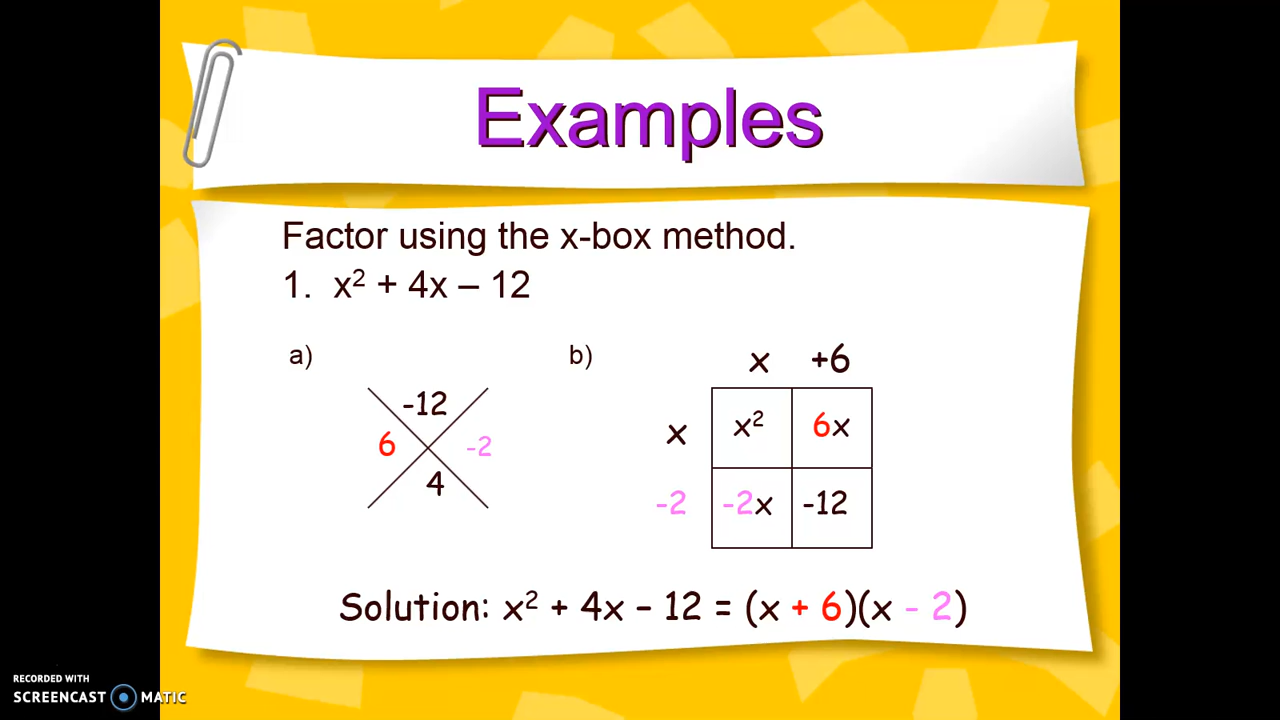 Examples
Factor using the x-box method.
1. x² + 4x – 12
a)
-12
6 -2
4
b)
x +6
x x² 6x
-2 -2x -12
Solution: x² + 4x - 12 = (x + 6)(x - 2)
RECORDED WITH
SCREENCAST MATIC